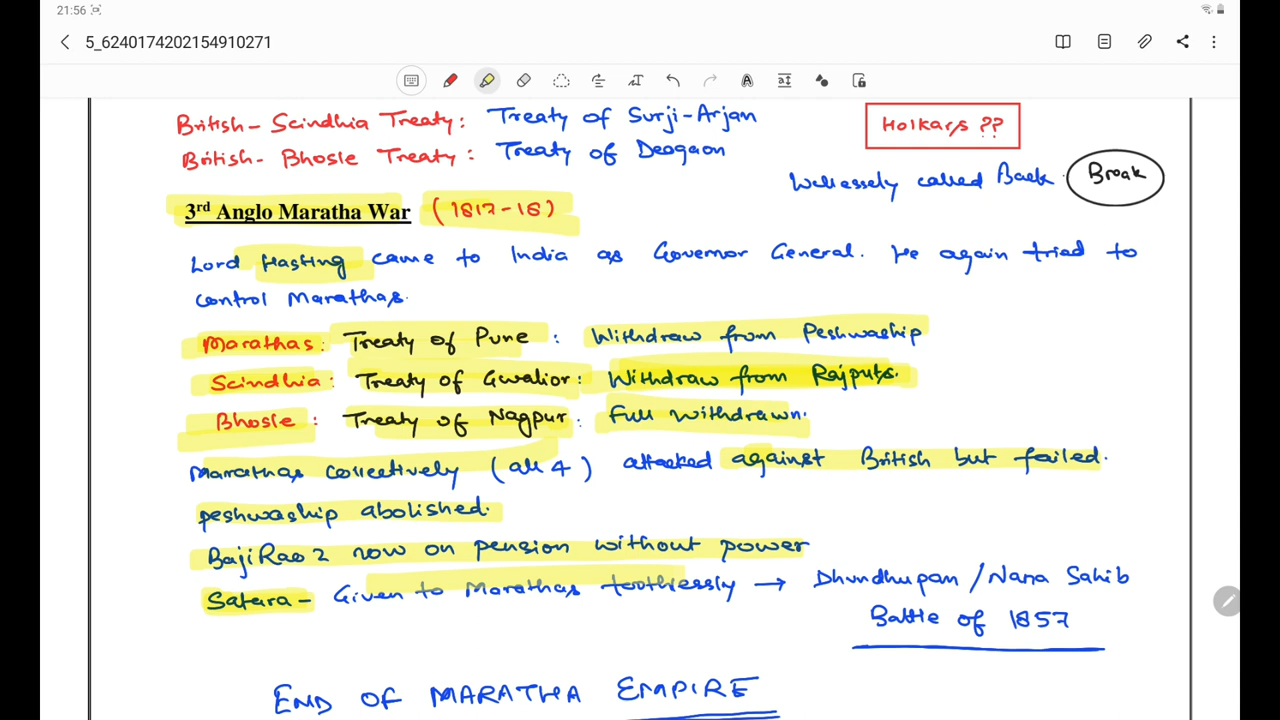 21:56
5_6240174202154910271
British-Scindhia Treaty: Treaty of Surji-Arjan
British-Bhosle Treaty: Treaty of Deogaon
Holkars ??
Wellessely called Back Break
3rd Anglo Maratha War (1817-18)
Lord Hasting came to India as Governor General. He again tried to
control Marathas.
Marathas: Treaty of Pune: Withdraw from Peshwaship
Scindhia: Treaty of Gwalior: Withdraw from Rajputs.
Bhosle: Treaty of Nagpur: Full withdrawn.
Marathas collectively (all 4) attacked against British but failed.
peshwaship abolished.
BajiRao 2 now on pension without power
Satara- Given to Marathas toothlessly → Dhundhupan/Nana Sahib
Battle of 1857
END OF MARATHA EMPIRE